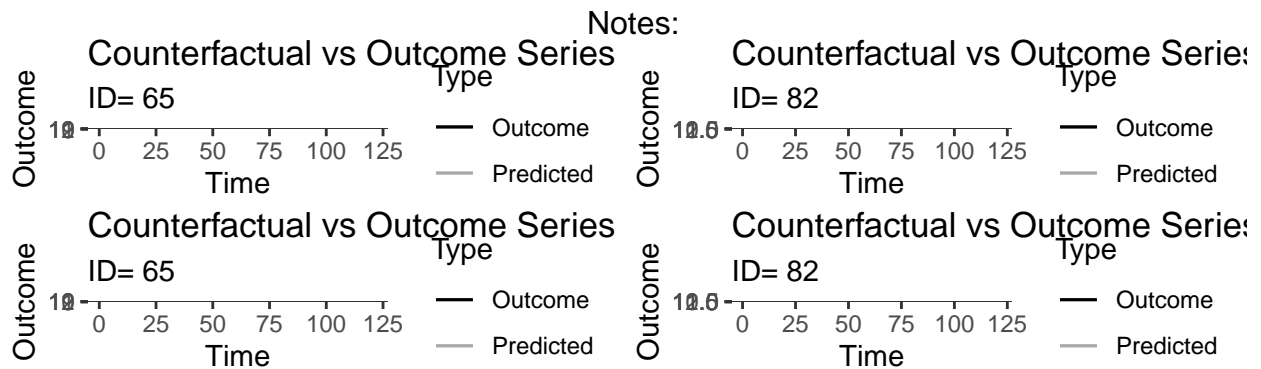 Notes:
Counterfactual vs Outcome Series
ID= 65
Outcome
0 25 50 75 100 125
Time
Type
Outcome
Predicted
Counterfactual vs Outcome Series
ID= 82
Outcome
0 25 50 75 100 125
Time
Type
Outcome
Predicted
Counterfactual vs Outcome Series
ID= 65
Outcome
0 25 50 75 100 125
Time
Type
Outcome
Predicted
Counterfactual vs Outcome Series
ID= 82
Outcome
0 25 50 75 100 125
Time
Type
Outcome
Predicted